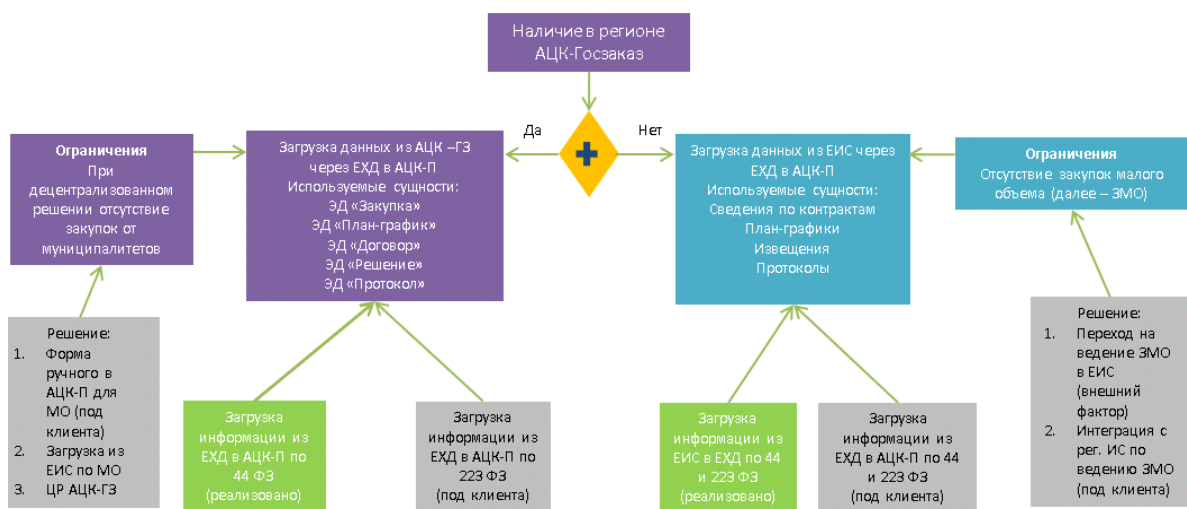 Наличие в регионе
АЦК-Госзаказ
Да
Нет
Ограничения
При
децентрализованном
решении отсутствие
закупок от
муниципалитетов
Загрузка данных из АЦК –ГЗ
через ЕХД в АЦК-П
Используемые сущности:
ЭД «Закупка»
ЭД «План-график»
ЭД «Договор»
ЭД «Решение»
ЭД «Протокол»
Загрузка данных из ЕИС через
ЕХД в АЦК-П
Используемые сущности:
Сведения по контрактам
План-графики
Извещения
Протоколы
Ограничения
Отсутствие закупок малого
объема (далее – ЗМО)
Решение:
1. Форма
ручного в
АЦК-П для
МО (под
клиента)
2. Загрузка из
ЕИС по МО
3. ЦР АЦК-ГЗ
Загрузка
информации из
ЕХД в АЦК-П по
44 ФЗ
(реализовано)
Загрузка
информации из
ЕХД в АЦК-П по
223 ФЗ
(под клиента)
Загрузка
информации из
ЕИС в ЕХД по 44
и 223 ФЗ
(реализовано)
Загрузка
информации из
ЕХД в АЦК-П по 44
и 223 ФЗ
(под клиента)
Решение:
1. Переход на
ведение ЗМО
в ЕИС
(внешний
фактор)
2. Интеграция с
рег. ИС по
ведению ЗМО
(под клиента)